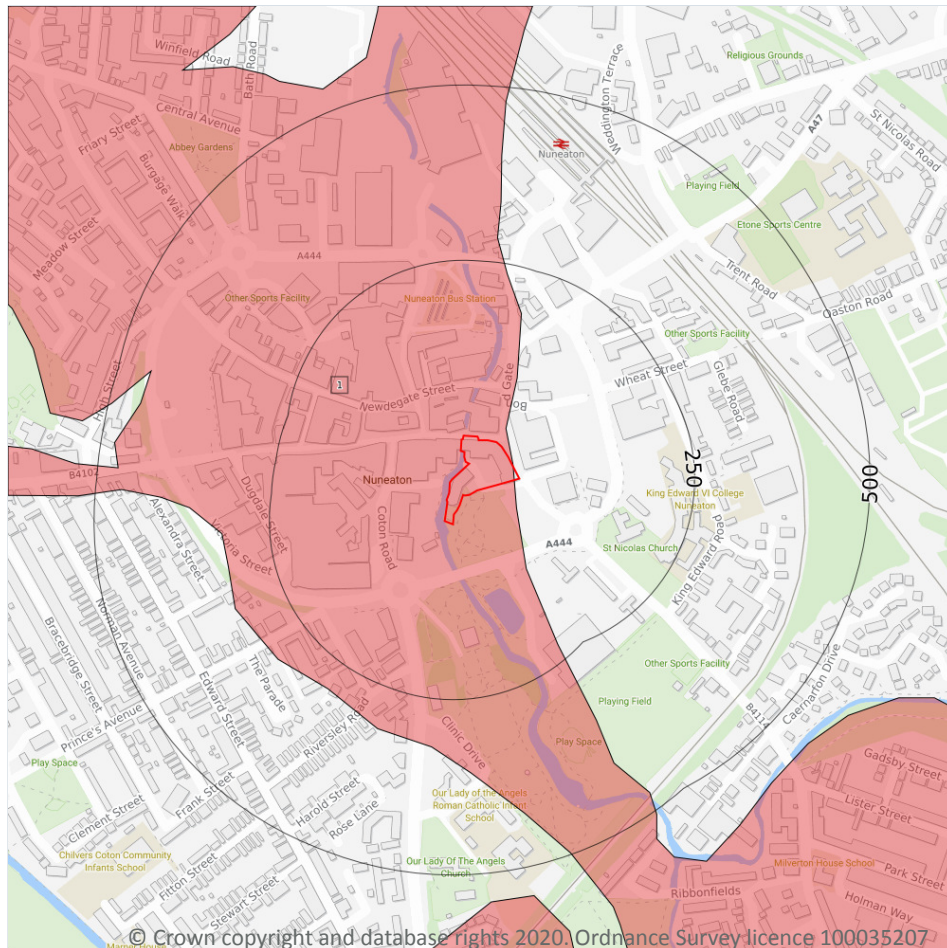 Winfield Road
Bath Road
Weddington Terrace
Religious Grounds
A47
St Nicolas Road
Central Avenue
Friary Street
Abbey Gardens
Burgage Walk
Nuneaton
Playing Field
Etone Sports Centre
Meadow Street
A444
Trent Road
Oaston Road
Other Sports Facility
Nuneaton Bus Station
Other Sports Facility
High Street
1
Wheat Street
Glebe Road
Newdegate Street
Bond Gate
B4102
Nuneaton
250
500
King Edward VI College
Nuneaton
Dugdale Street
Coton Road
Alexandra Street
Victoria Street
A444
St Nicolas Church
King Edward Road
Norman Avenue
Bracebridge Street
The Parade
Edward Street
Other Sports Facility
Caernarfon Drive
Playing Field
B4114
Prince's Avenue
Riversley Road
Clinic Drive
Play Space
Play Space
Gadsby Street
Frank Street
Harold Street
Clement Street
Rose Lane
Our Lady of the Angels
Roman Catholic Infant
School
Lister Street
Chilvers Coton Community
Infants School
Fitton Street
Our Lady Of The Angels
Church
Milverton House School
Park Street
Stewart Street
Ribbonfields
Holman Way
© Crown copyright and database rights 2020. Ordnance Survey licence 100035207